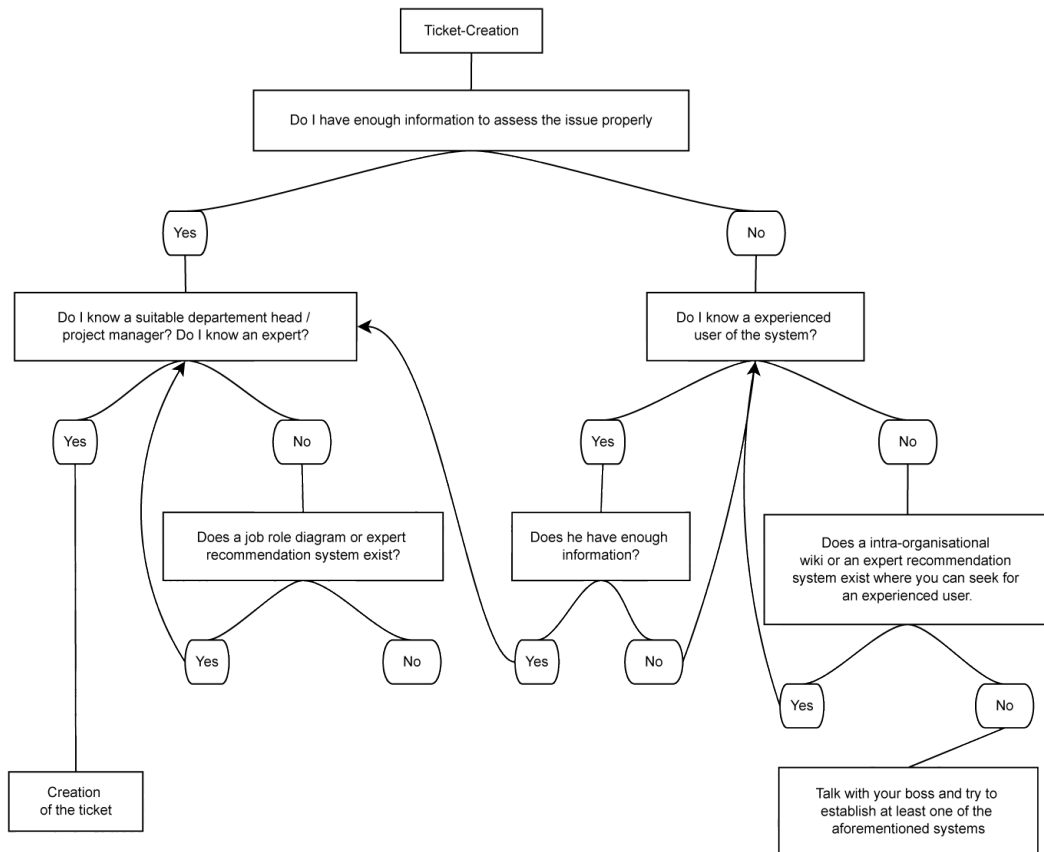 Ticket-Creation
Do I have enough information to assess the issue properly
Yes
No
Do I know a suitable departement head /
project manager? Do I know an expert?
Do I know a experienced
user of the system?
Yes
No
Yes
No
Does a job role diagram or expert
recommendation system exist?
Does he have enough
information?
Does a intra-organisational
wiki or an expert recommendation
system exist where you can seek for
an experienced user.
Yes
No
Yes
No
Yes
No
Creation
of the ticket
Talk with your boss and try to
establish at least one of the
aforementioned systems